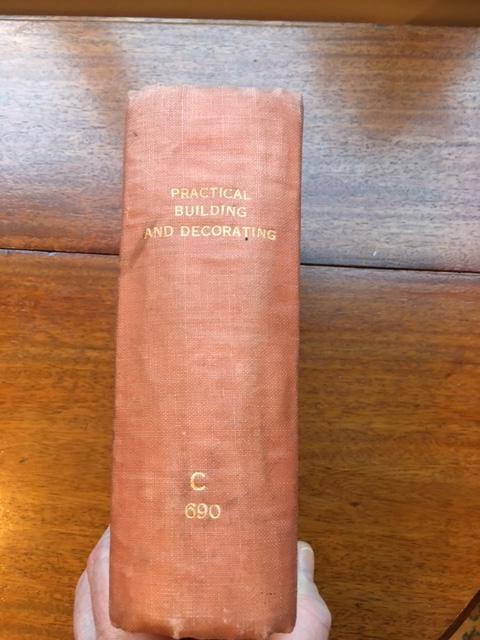 PRACTICAL
BUILDING
AND DECORATING
C
690